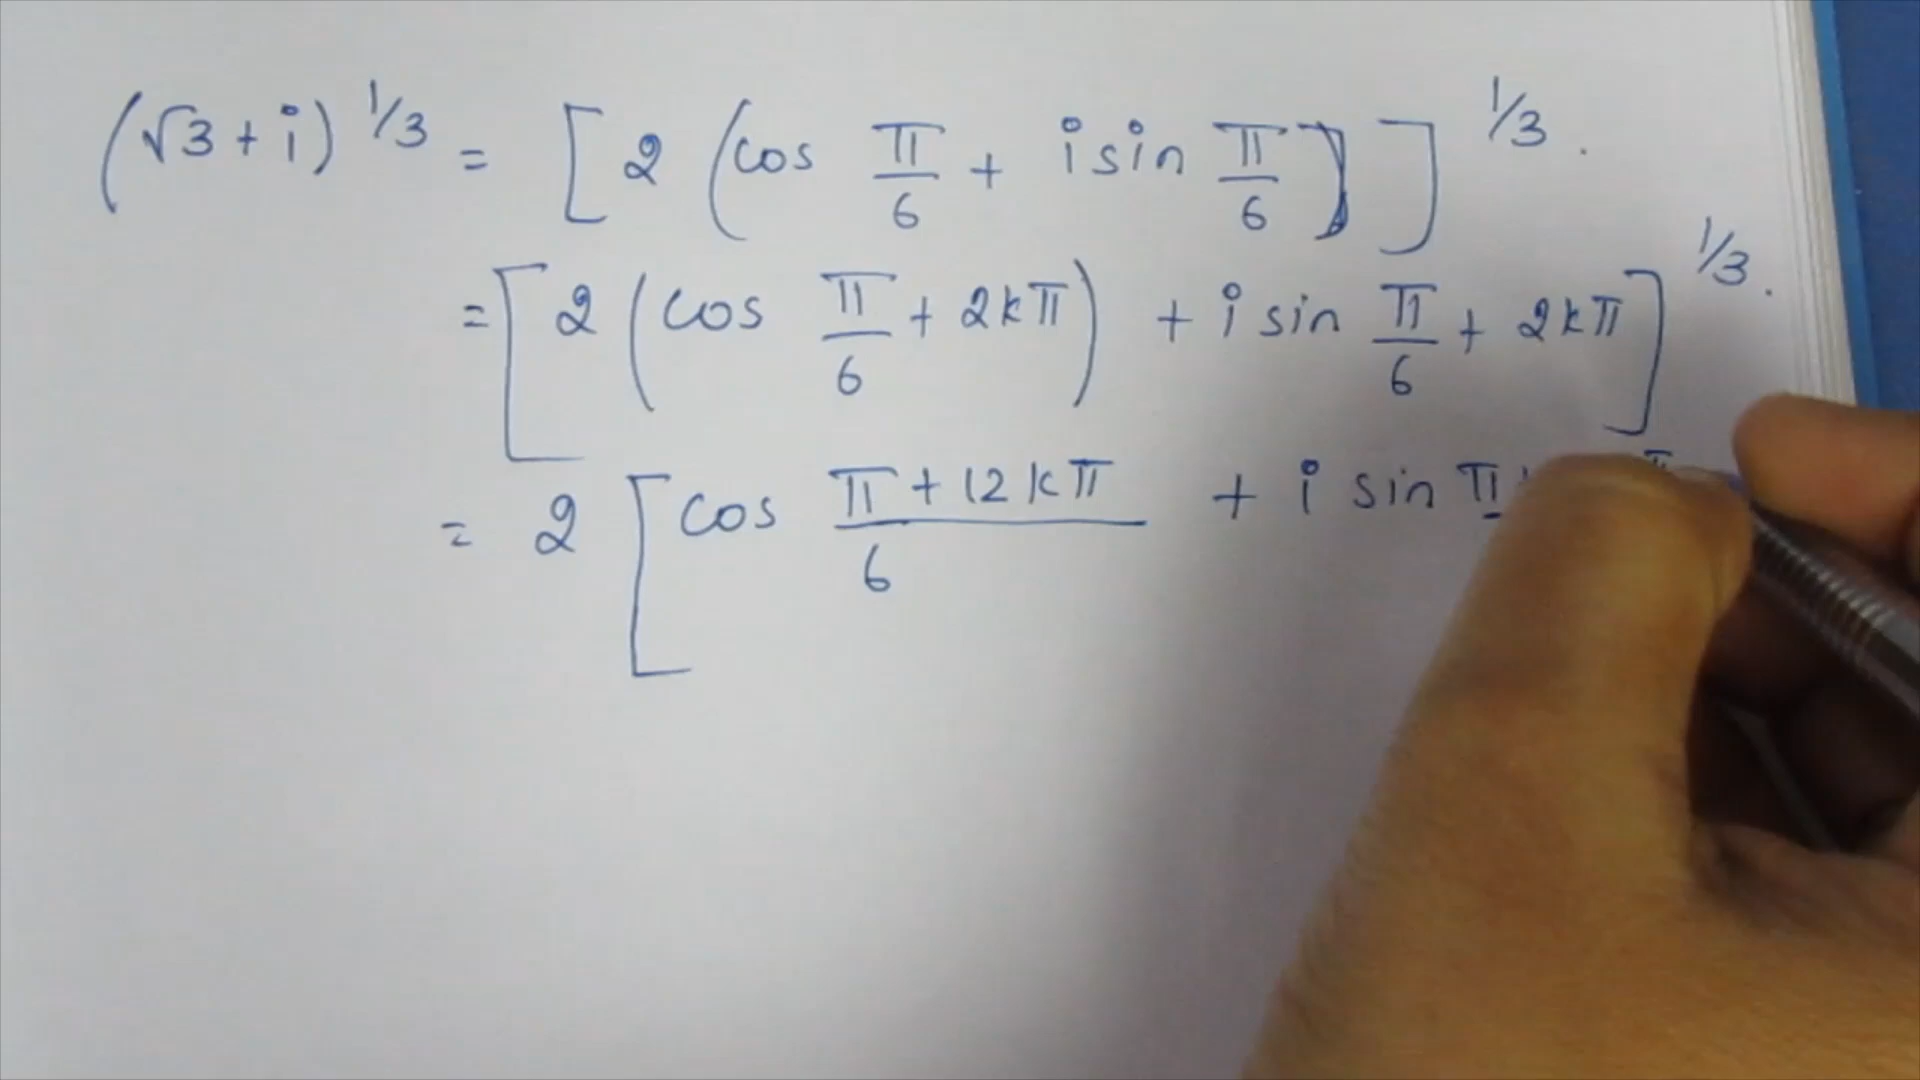 (√3 + i)^1/3 = [2 (cos π/6 + i sin π/6)]^1/3.
= [2 (cos π/6 + 2kπ) + i sin π/6 + 2kπ]^1/3.
= 2 [cos π + 12kπ/6 + i sin π